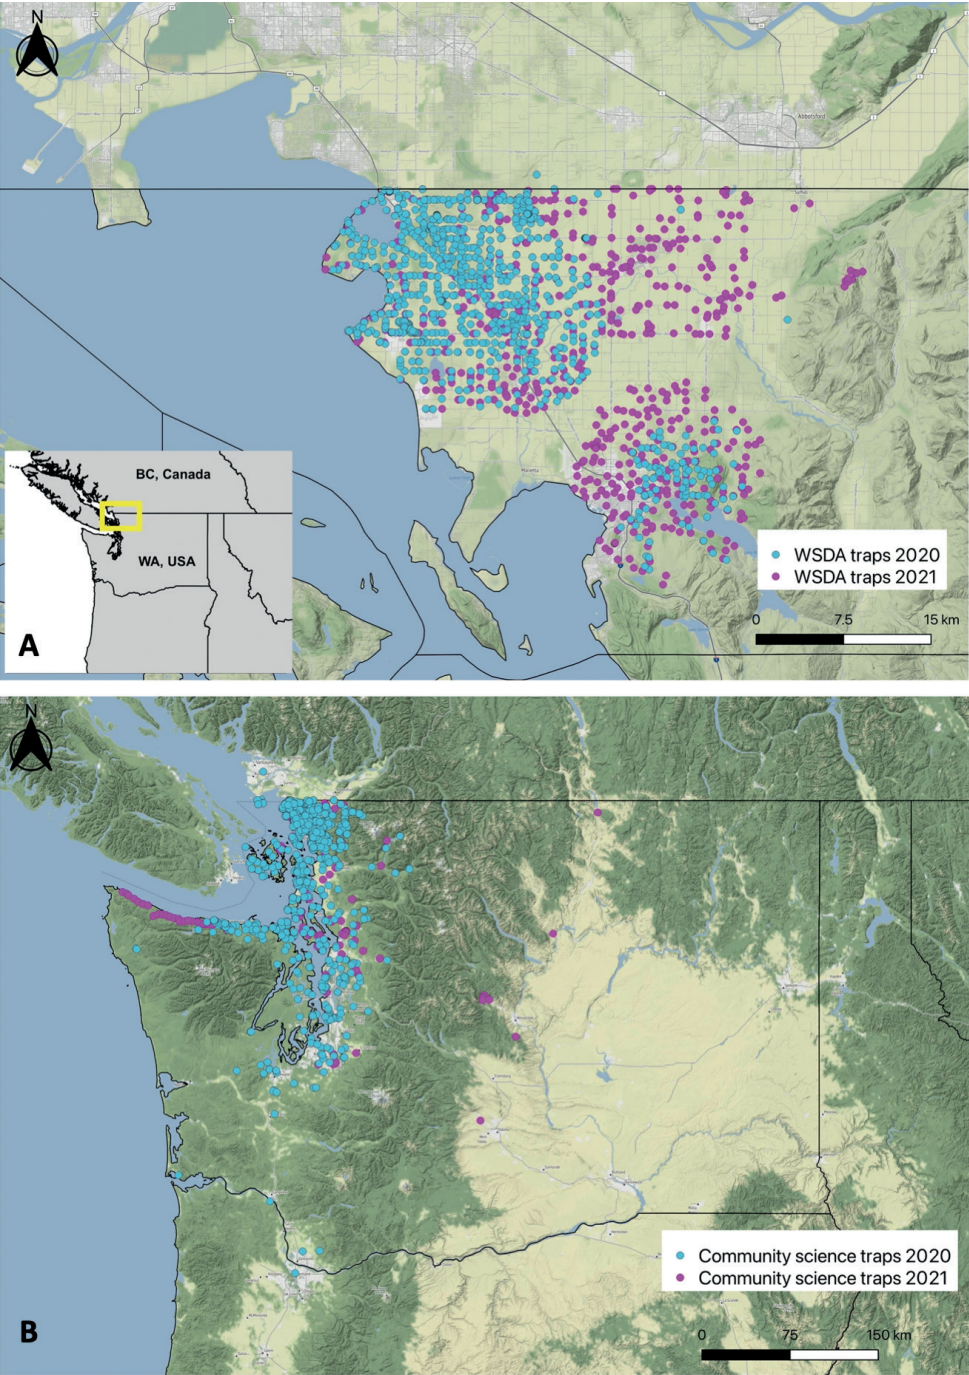 N
Abbotsford
BC, Canada
WA, USA
WSDA traps 2020
WSDA traps 2021
0 7.5 15 km
A
N
Community science traps 2020
Community science traps 2021
0 75 150 km
B